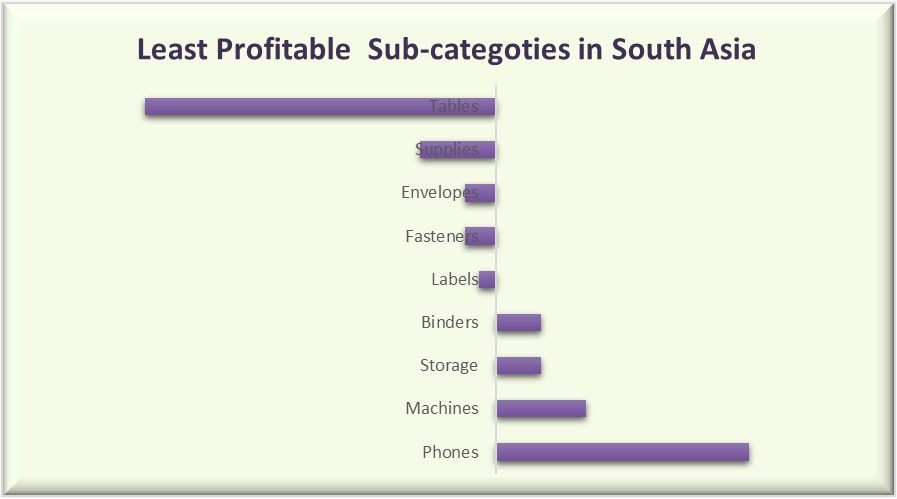 Least Profitable  Sub-categoties in South Asia
Tables
Supplies
Envelopes
Fasteners
Labels
Binders
Storage
Machines
Phones